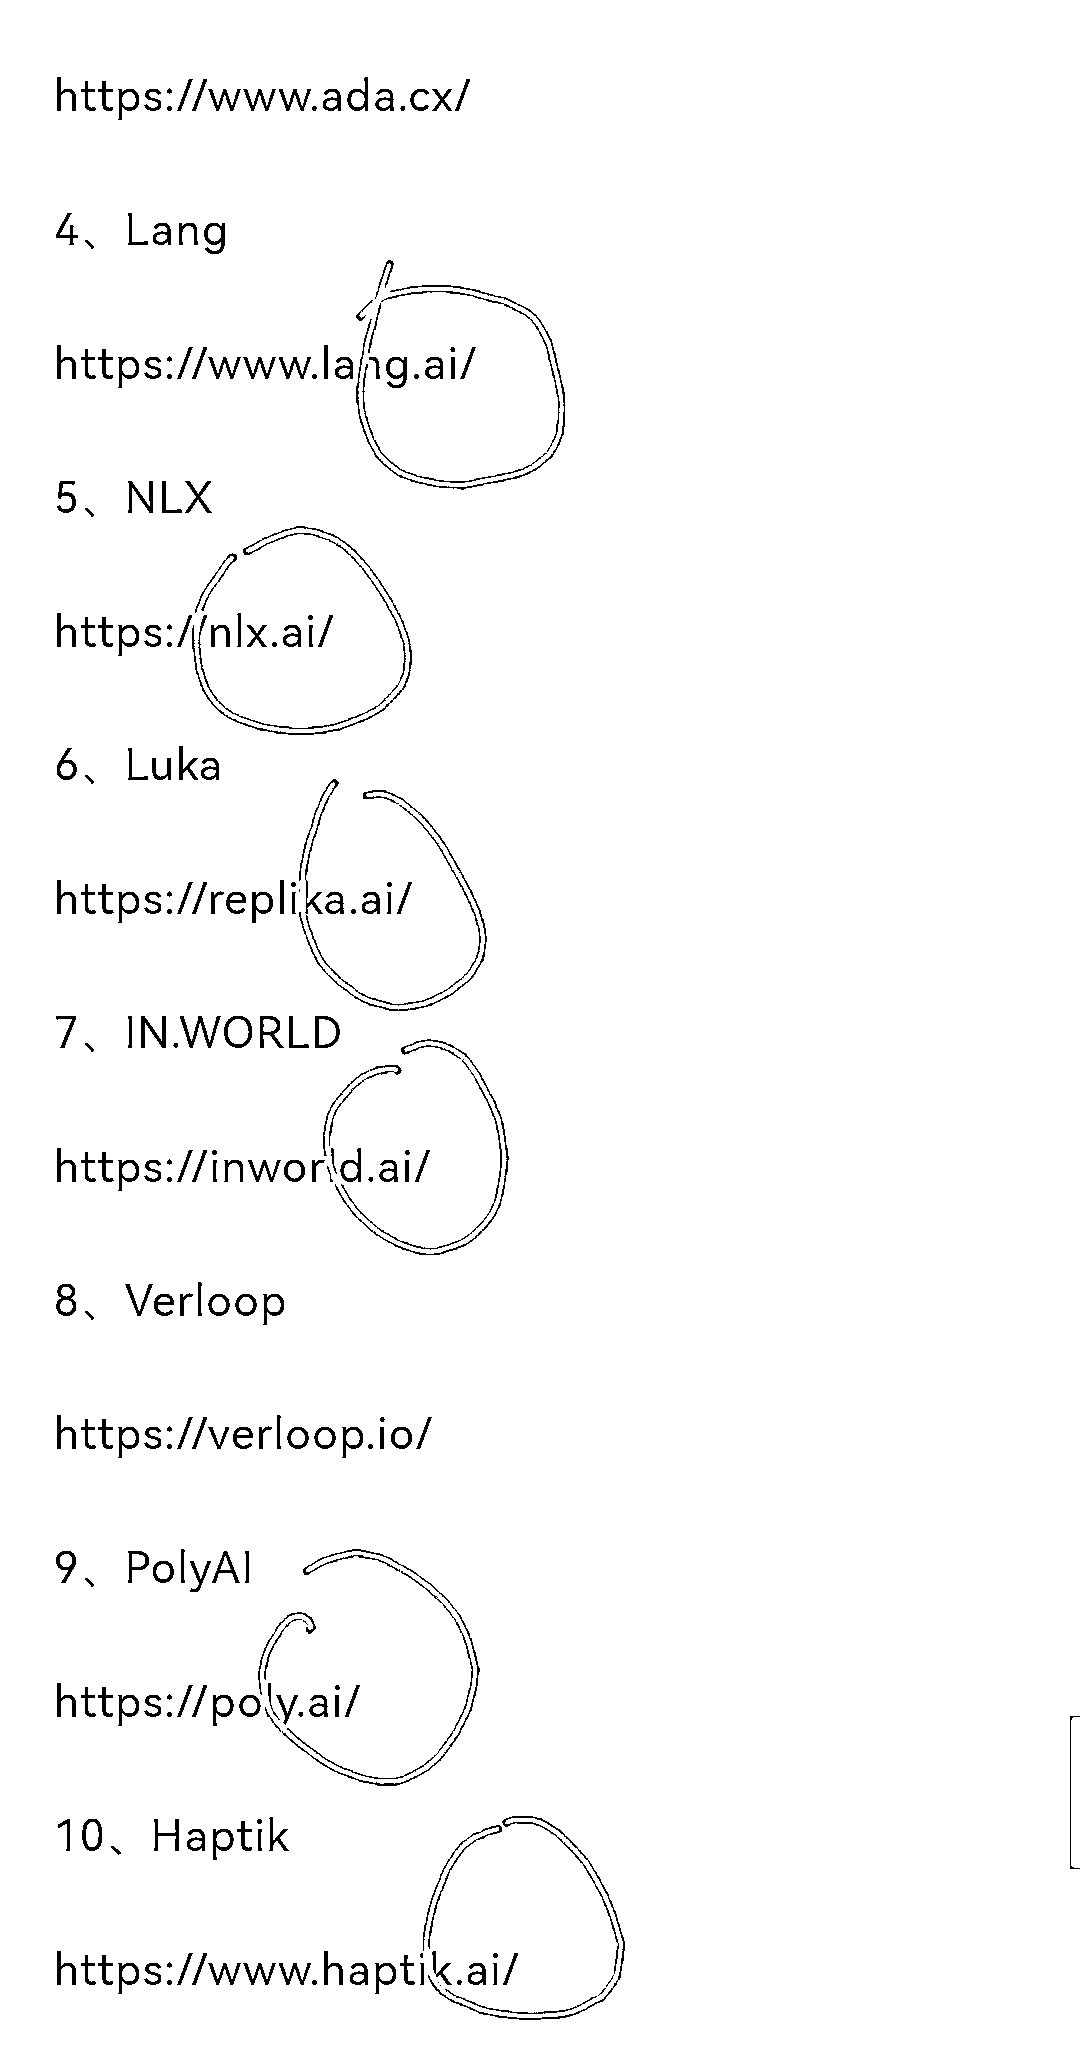 https://www.ada.cx/
4、Lang
https://www.lang.ai/
5、NLX
https://nlx.ai/
6、Luka
https://replika.ai/
7、IN.WORLD
https://inworld.ai/
8、Verloop
https://verloop.io/
9、PolyAI
https://poly.ai/
10、Haptik
https://www.haptik.ai/